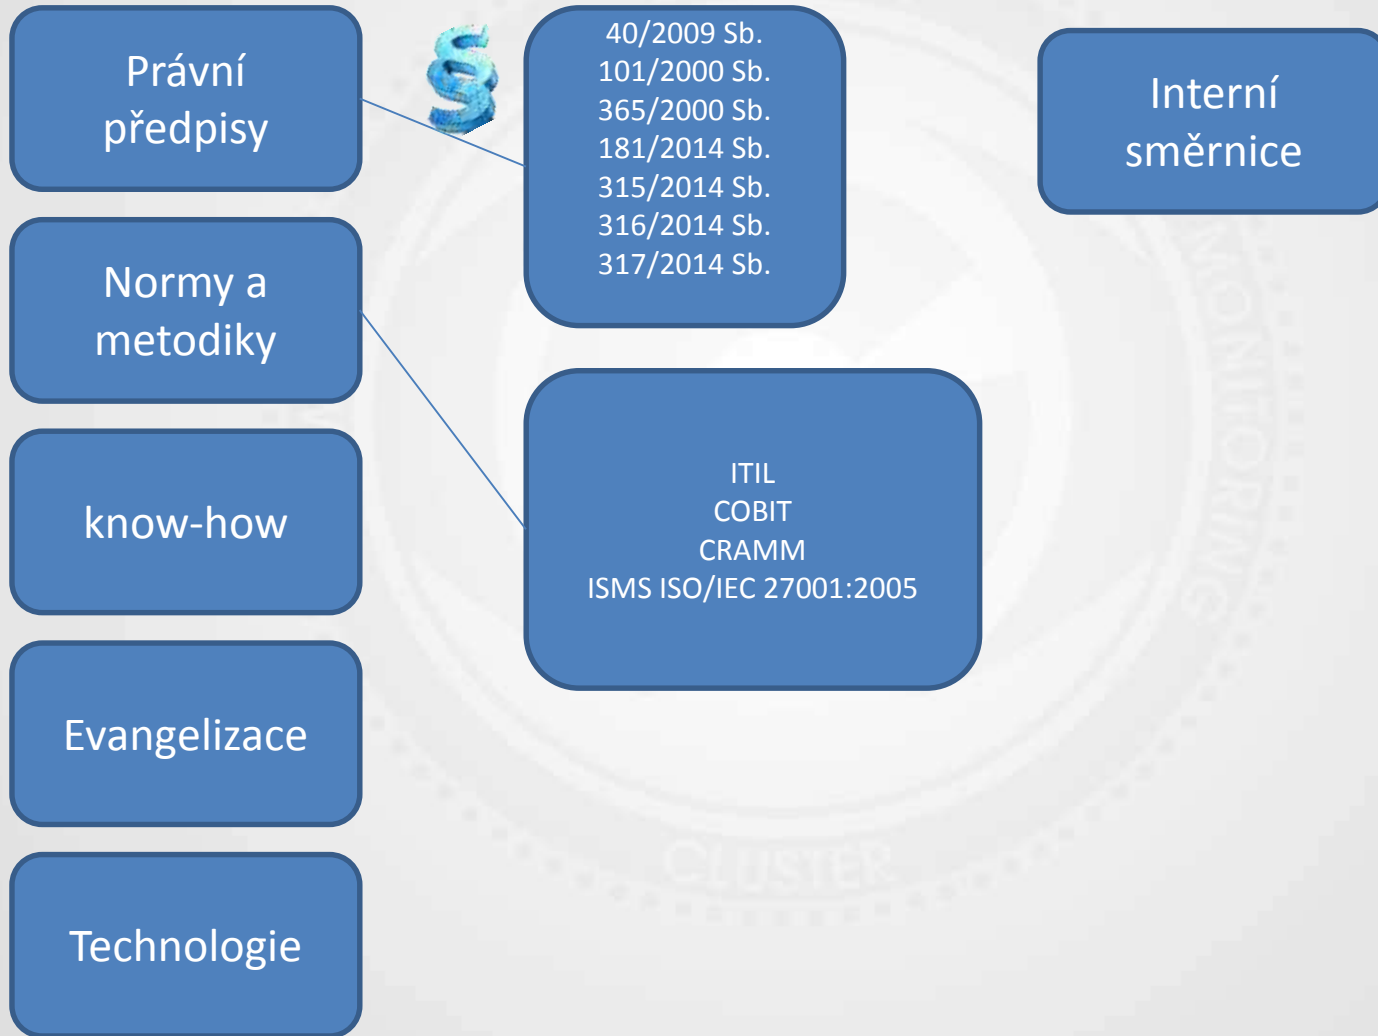 Právní
předpisy
40/2009 Sb.
101/2000 Sb.
365/2000 Sb.
181/2014 Sb.
315/2014 Sb.
316/2014 Sb.
317/2014 Sb.
Interní
směrnice
Normy a
metodiky
ITIL
COBIT
CRAMM
ISMS ISO/IEC 27001:2005
know-how
Evangelizace
Technologie
MONITORING
CLUSTER